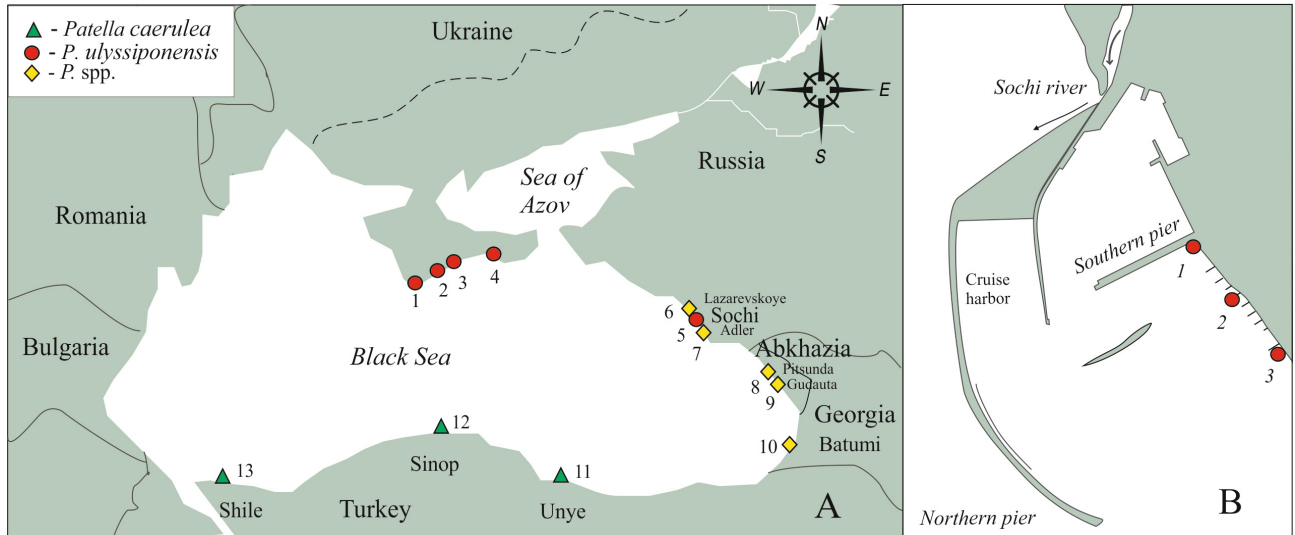 - Patella caerulea
- P. ulyssiponensis
- P. spp.
Ukraine
N
W
E
S
Russia
Sea of
Azov
Romania
1
2
3
4
Lazarevskoye
6
Sochi
5
Adler
7
Bulgaria
Black Sea
Abkhazia
Pitsunda
8
Gudauta
9
Georgia
10
Batumi
12
Sinop
13
11
Shile
Turkey
Unye
A
Sochi river
Southern pier
1
Cruise
harbor
2
3
Northern pier
B